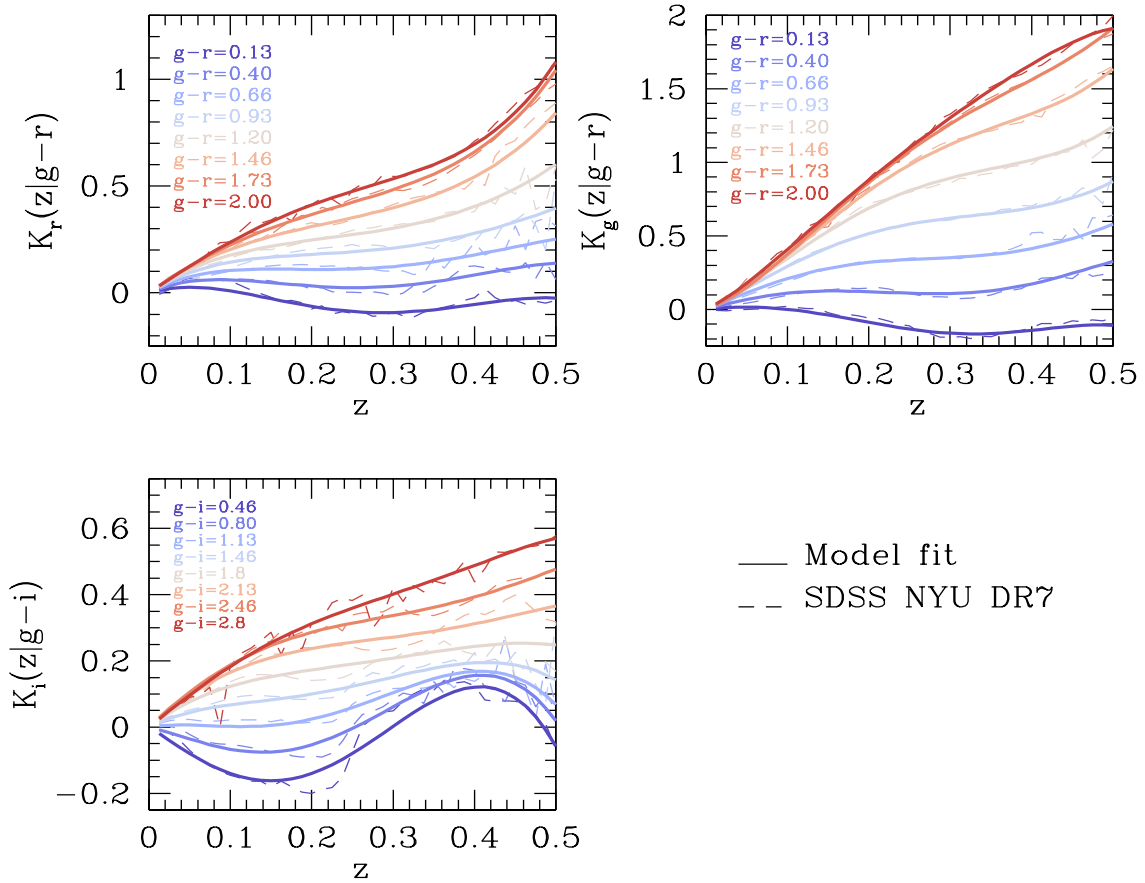 1
0.5
0
K_r(z|g-r)
g-r=0.13
g-r=0.40
g-r=0.66
g-r=0.93
g-r=1.20
g-r=1.46
g-r=1.73
g-r=2.00
0 0.1 0.2 0.3 0.4 0.5
z
2
1.5
1
0.5
0
K_g(z|g-r)
g-r=0.13
g-r=0.40
g-r=0.66
g-r=0.93
g-r=1.20
g-r=1.46
g-r=1.73
g-r=2.00
0 0.1 0.2 0.3 0.4 0.5
z
0.6
0.4
0.2
0
-0.2
K_i(z|g-i)
g-i=0.46
g-i=0.80
g-i=1.13
g-i=1.46
g-i=1.8
g-i=2.13
g-i=2.46
g-i=2.8
0 0.1 0.2 0.3 0.4 0.5
z
Model fit
SDSS NYU DR7